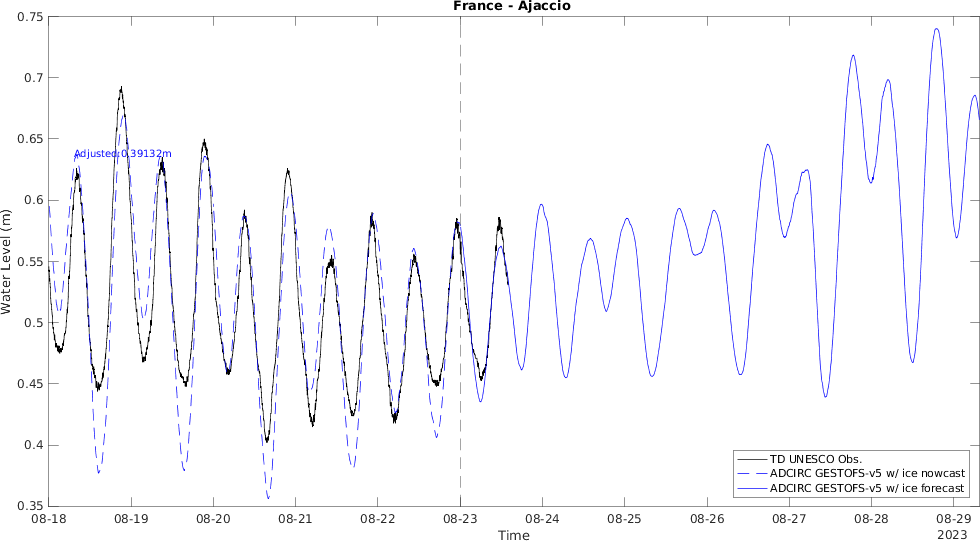 France - Ajaccio
0.75
0.7
0.65
0.6
0.55
0.5
0.45
0.4
0.35
Water Level (m)
Adjusted:0.39132m
TD UNESCO Obs.
ADCIRC GESTOFS-v5 w/ ice nowcast
ADCIRC GESTOFS-v5 w/ ice forecast
08-18 08-19 08-20 08-21 08-22 08-23 08-24 08-25 08-26 08-27 08-28 08-29
2023
Time